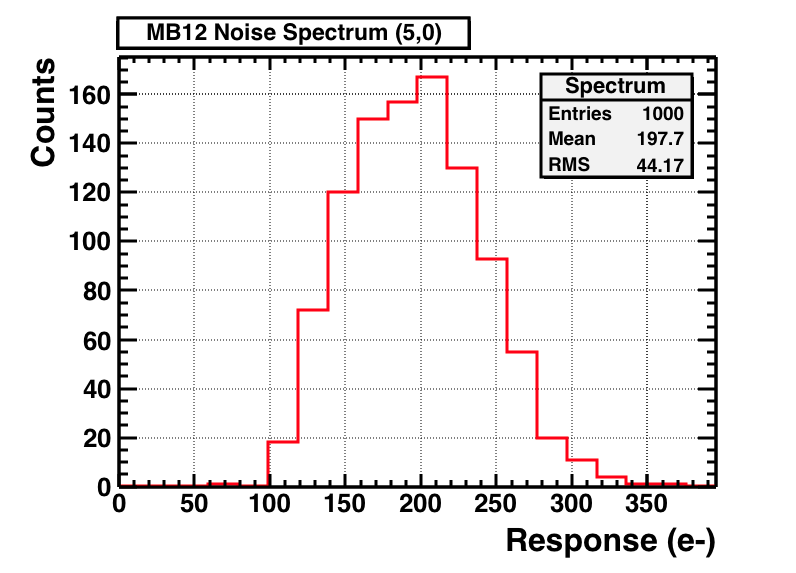 MB12 Noise Spectrum (5,0)
Counts
160
140
120
100
80
60
40
20
0
Spectrum
Entries 1000
Mean 197.7
RMS 44.17
0 50 100 150 200 250 300 350
Response (e-)